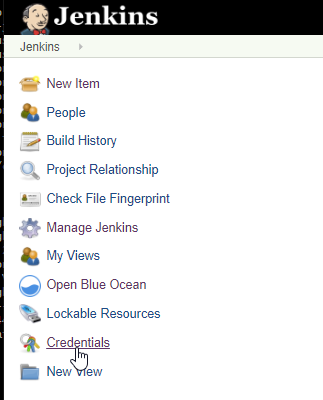 Jenkins
Jenkins
New Item
People
Build History
Project Relationship
Check File Fingerprint
Manage Jenkins
My Views
Open Blue Ocean
Lockable Resources
Credentials
New View